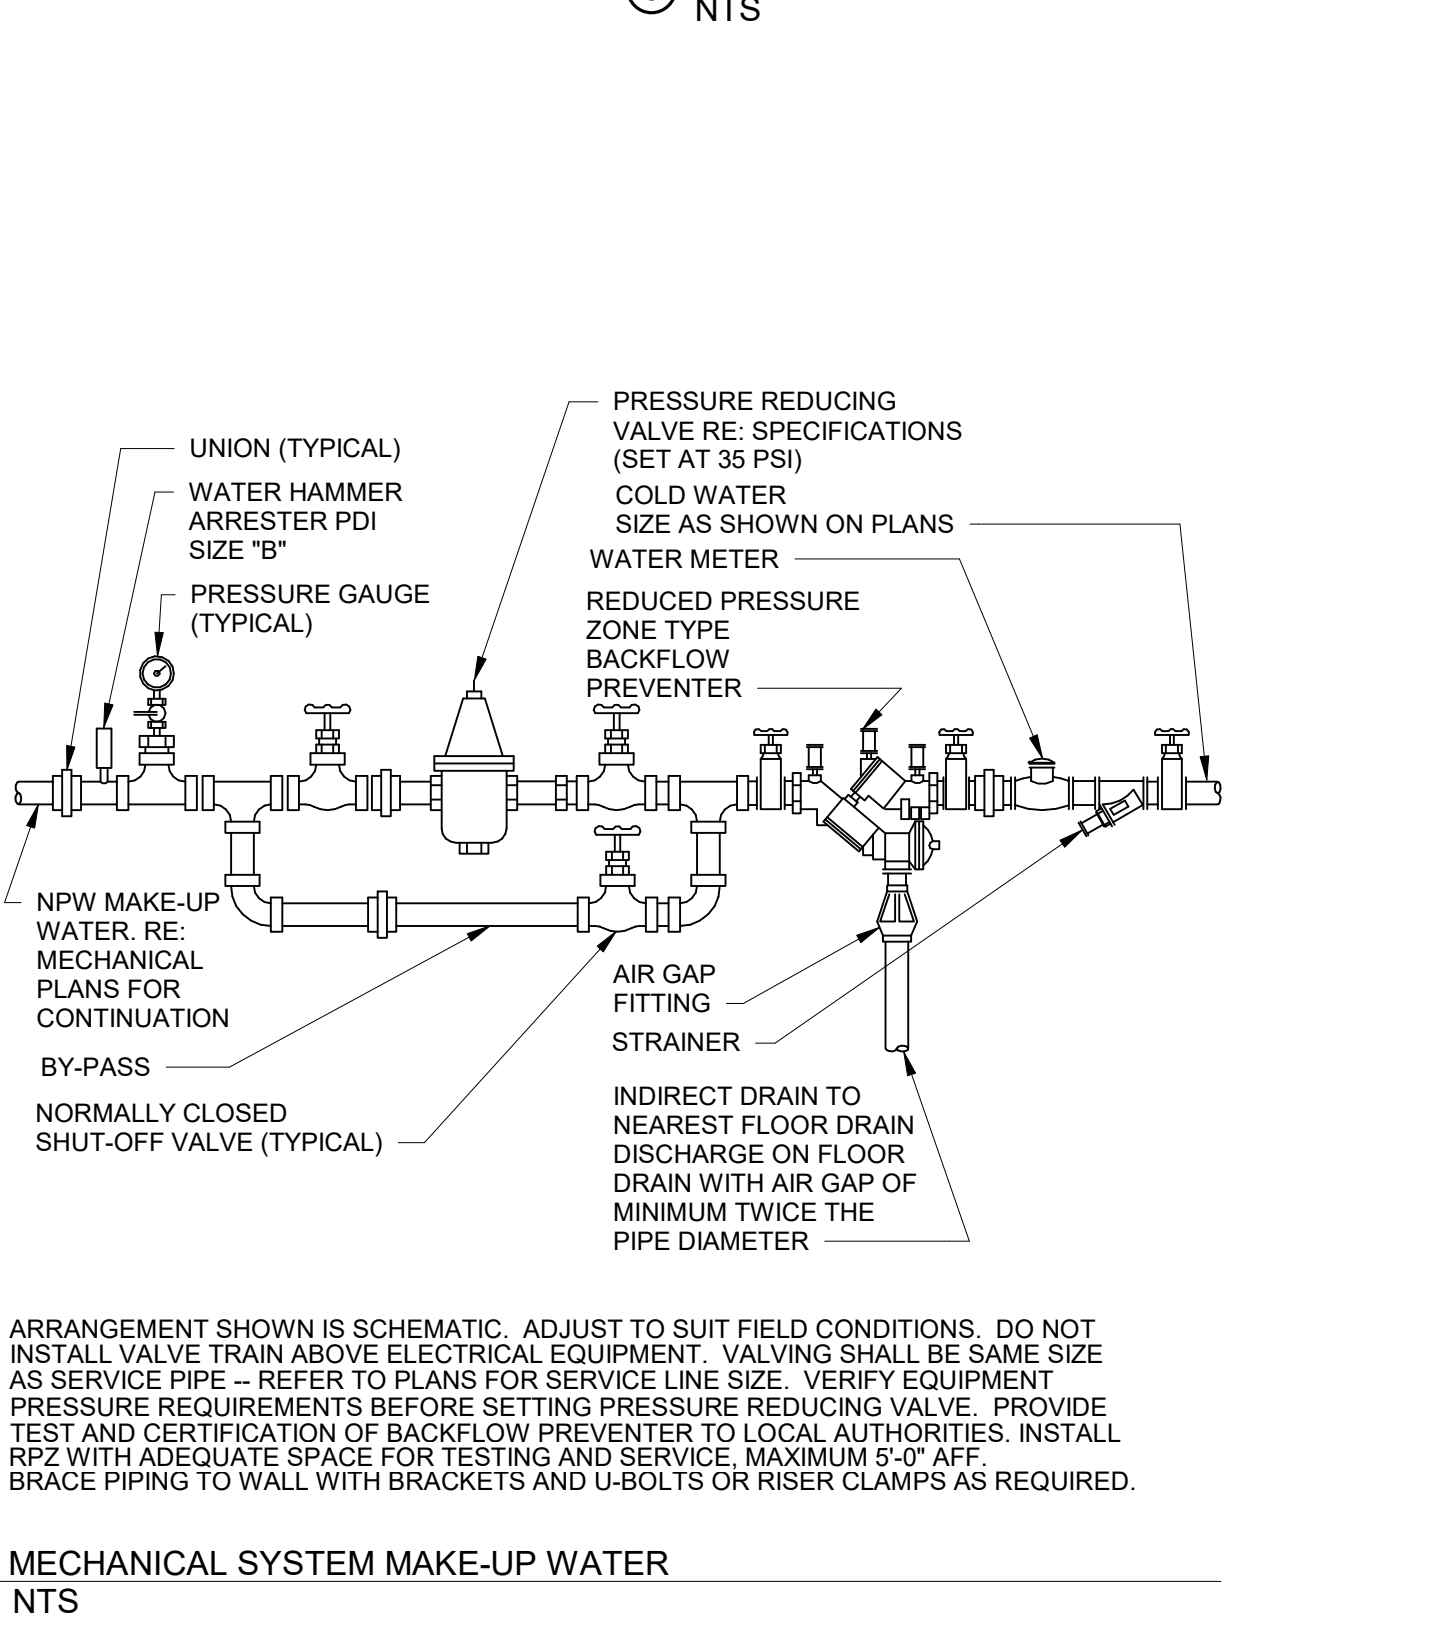 NTS
PRESSURE REDUCING
VALVE RE: SPECIFICATIONS
(SET AT 35 PSI)
UNION (TYPICAL)
WATER HAMMER
ARRESTER PDI
SIZE "B"
COLD WATER
SIZE AS SHOWN ON PLANS
WATER METER
PRESSURE GAUGE
(TYPICAL)
REDUCED PRESSURE
ZONE TYPE
BACKFLOW
PREVENTER
NPW MAKE-UP
WATER. RE:
MECHANICAL
PLANS FOR
CONTINUATION
AIR GAP
FITTING
STRAINER
BY-PASS
NORMALLY CLOSED
SHUT-OFF VALVE (TYPICAL)
INDIRECT DRAIN TO
NEAREST FLOOR DRAIN
DISCHARGE ON FLOOR
DRAIN WITH AIR GAP OF
MINIMUM TWICE THE
PIPE DIAMETER
ARRANGEMENT SHOWN IS SCHEMATIC.  ADJUST TO SUIT FIELD CONDITIONS.  DO NOT
INSTALL VALVE TRAIN ABOVE ELECTRICAL EQUIPMENT.  VALVING SHALL BE SAME SIZE
AS SERVICE PIPE -- REFER TO PLANS FOR SERVICE LINE SIZE.  VERIFY EQUIPMENT
PRESSURE REQUIREMENTS BEFORE SETTING PRESSURE REDUCING VALVE.  PROVIDE
TEST AND CERTIFICATION OF BACKFLOW PREVENTER TO LOCAL AUTHORITIES. INSTALL
RPZ WITH ADEQUATE SPACE FOR TESTING AND SERVICE, MAXIMUM 5'-0" AFF.
BRACE PIPING TO WALL WITH BRACKETS AND U-BOLTS OR RISER CLAMPS AS REQUIRED.
MECHANICAL SYSTEM MAKE-UP WATER
NTS